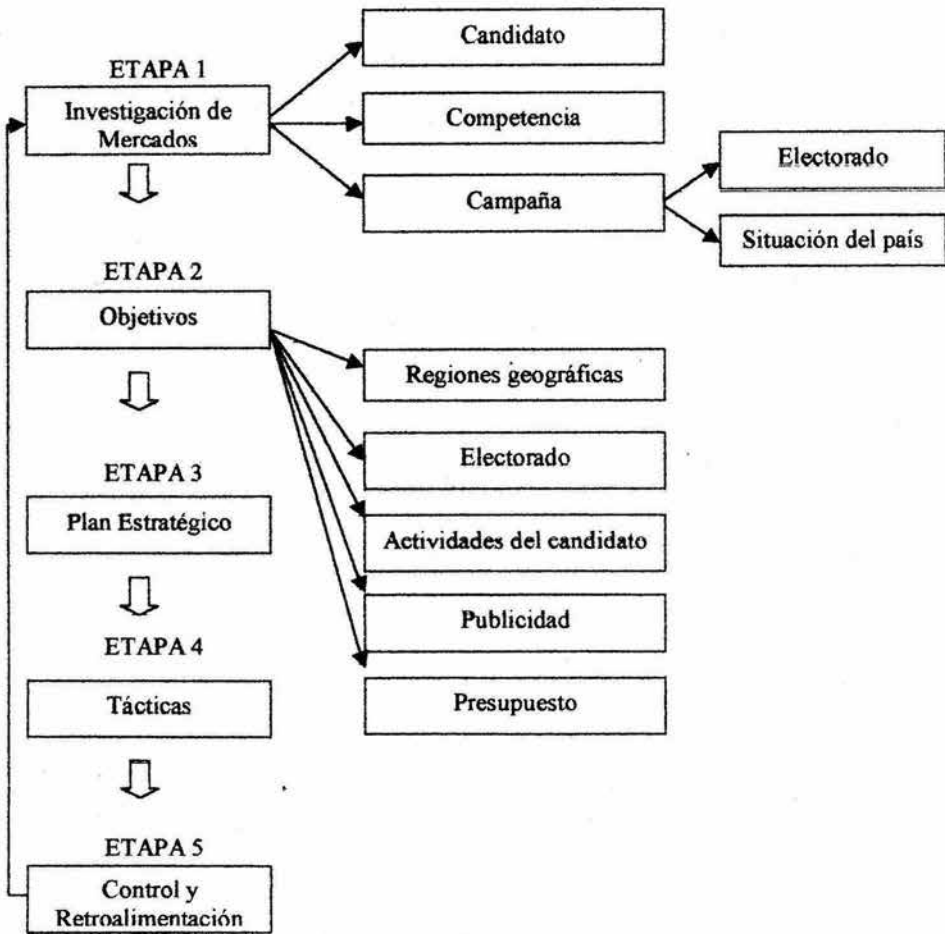 Candidato
ETAPA 1
Investigación de
Mercados
Competencia
Campaña
Electorado
Situación del país
ETAPA 2
Objetivos
Regiones geográficas
Electorado
ETAPA 3
Plan Estratégico
Actividades del candidato
Publicidad
ETAPA 4
Tácticas
Presupuesto
ETAPA 5
Control y
Retroalimentación